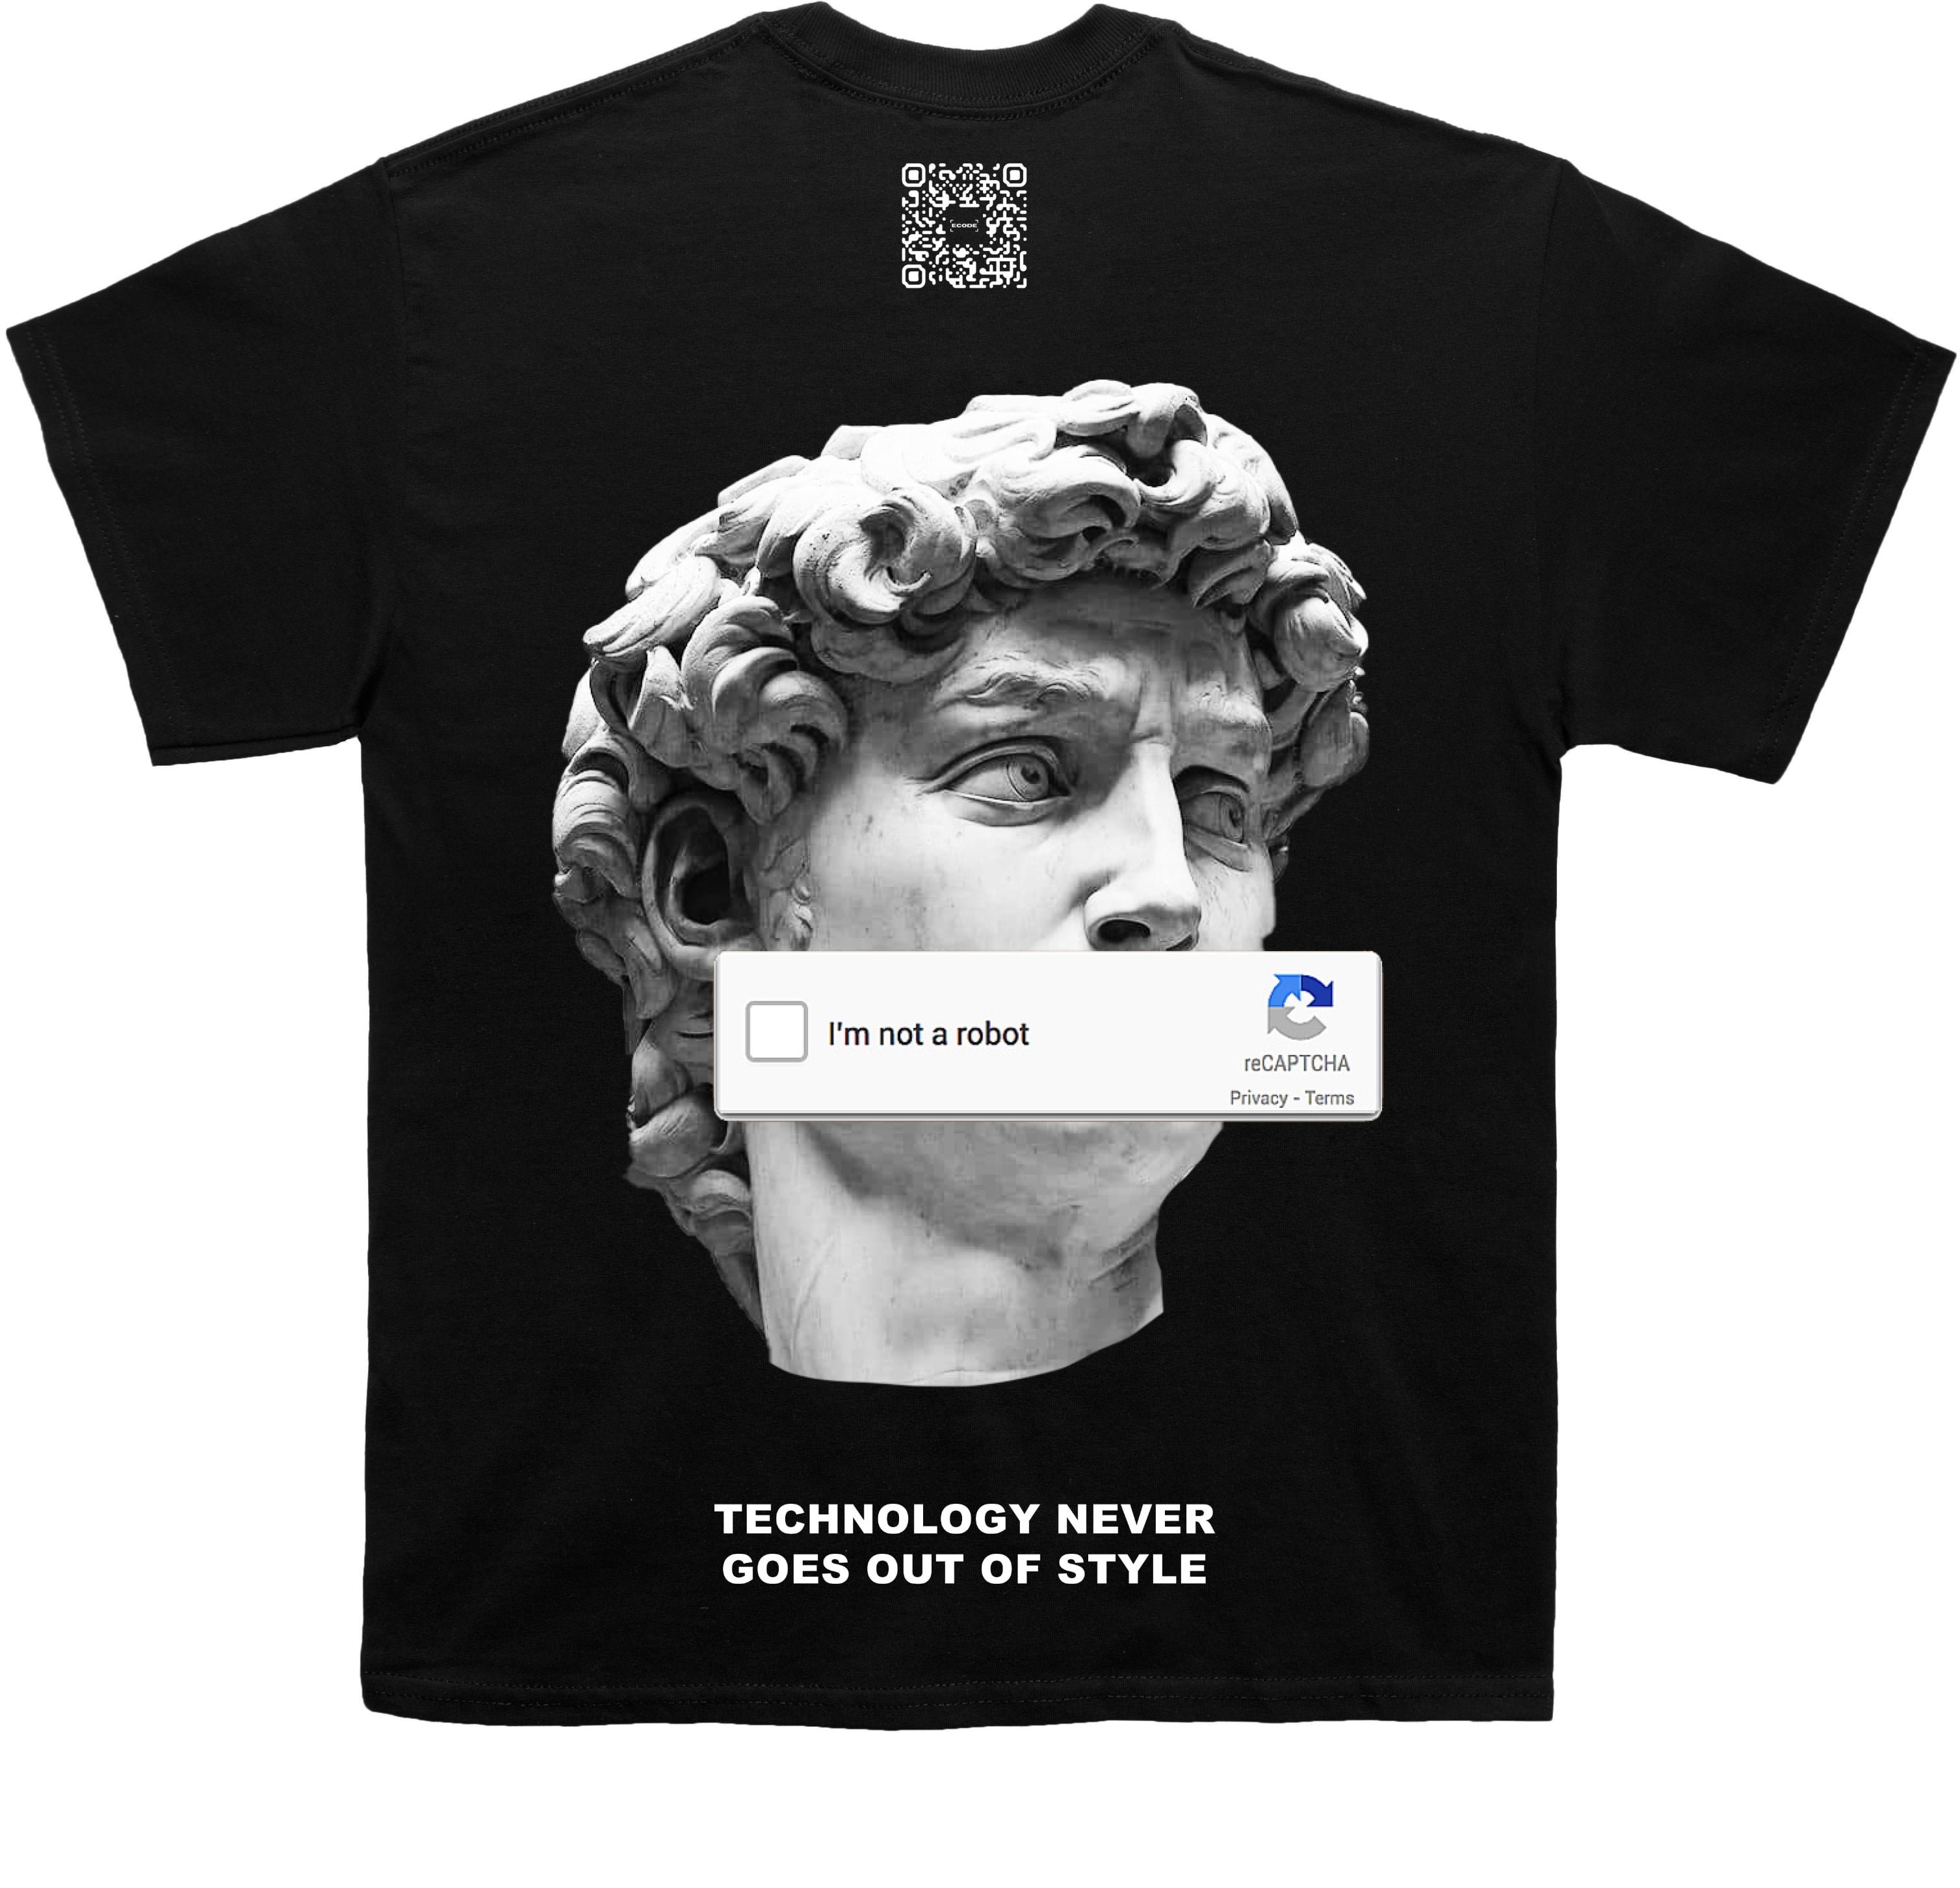 ECODE
I'm not a robot
reCAPTCHA
Privacy - Terms
TECHNOLOGY NEVER
GOES OUT OF STYLE